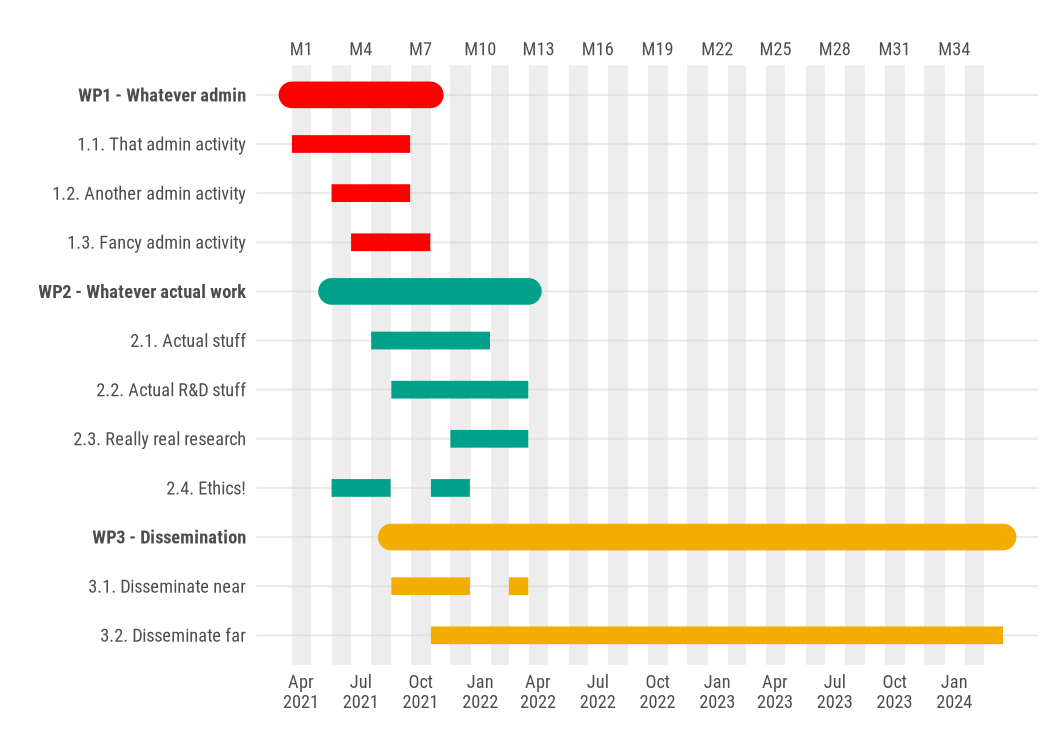 M1 M4 M7 M10 M13 M16 M19 M22 M25 M28 M31 M34
WP1 - Whatever admin
1.1. That admin activity
1.2. Another admin activity
1.3. Fancy admin activity
WP2 - Whatever actual work
2.1. Actual stuff
2.2. Actual R&D stuff
2.3. Really real research
2.4. Ethics!
WP3 - Dissemination
3.1. Disseminate near
3.2. Disseminate far
Apr Jul Oct Jan Apr Jul Oct Jan Apr Jul Oct Jan
2021 2021 2021 2022 2022 2022 2022 2023 2023 2023 2023 2024